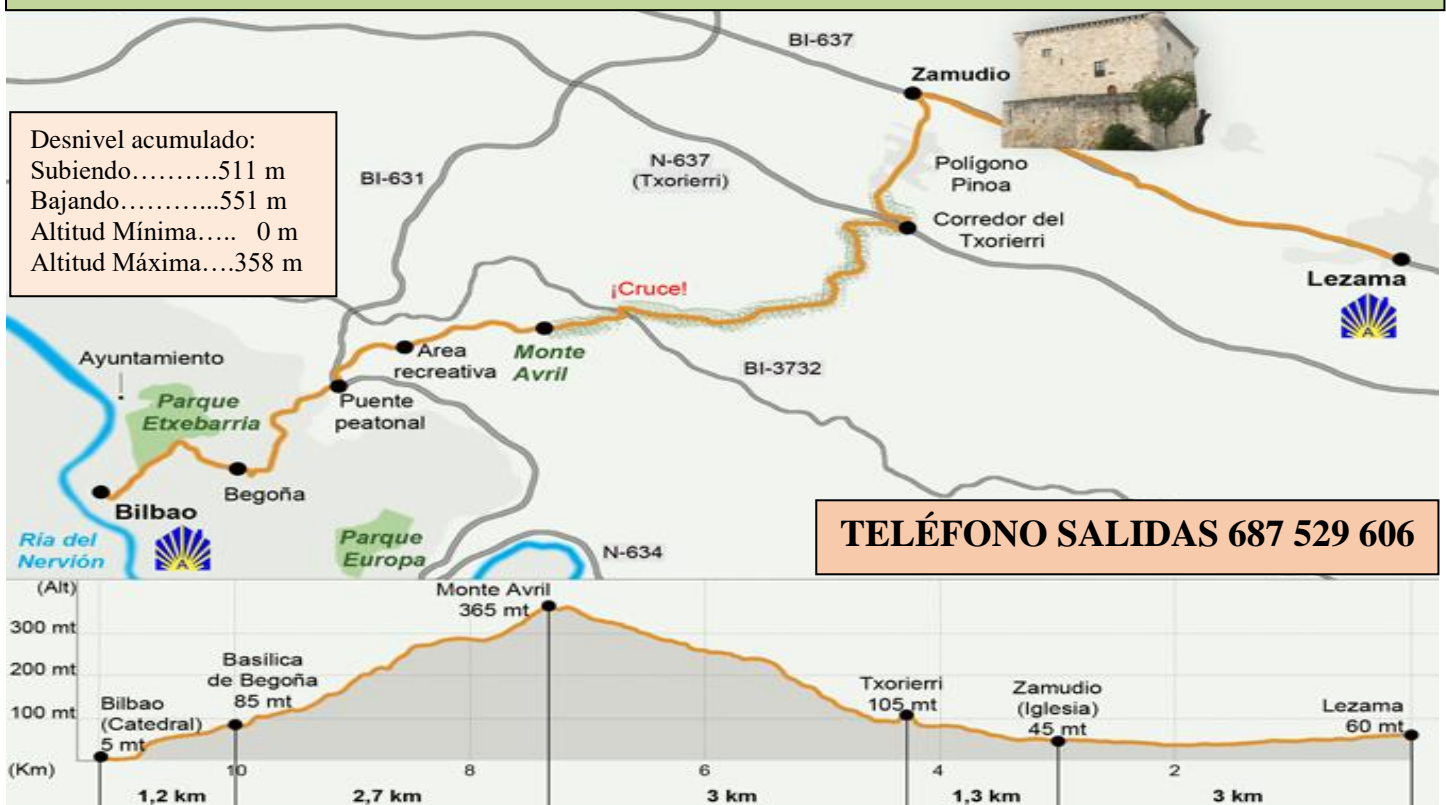 BI-637
Zamudio
Desnivel acumulado:
Subiendo……….511 m
Bajando………...551 m
Altitud Mínima….. 0 m
Altitud Máxima….358 m
BI-631
N-637
(Txorierri)
Polígono
Pinoa
Corredor del
Txorierri
Lezama
¡Cruce!
Ayuntamiento
Area
recreativa
Monte
Avril
BI-3732
Parque
Etxebarria
Puente
peatonal
Begoña
Bilbao
Ría del
Nervión
A
A
Parque
Europa
N-634
TELÉFONO SALIDAS 687 529 606
(Alt)
300 mt
200 mt
100 mt
(Km)
Bilbao
(Catedral)
5 mt
Basílica
de Begoña
85 mt
Monte Avril
365 mt
Txorierri
105 mt
Zamudio
(Iglesia)
45 mt
Lezama
60 mt
10
8
6
4
2
1,2 km
2,7 km
3 km
1,3 km
3 km